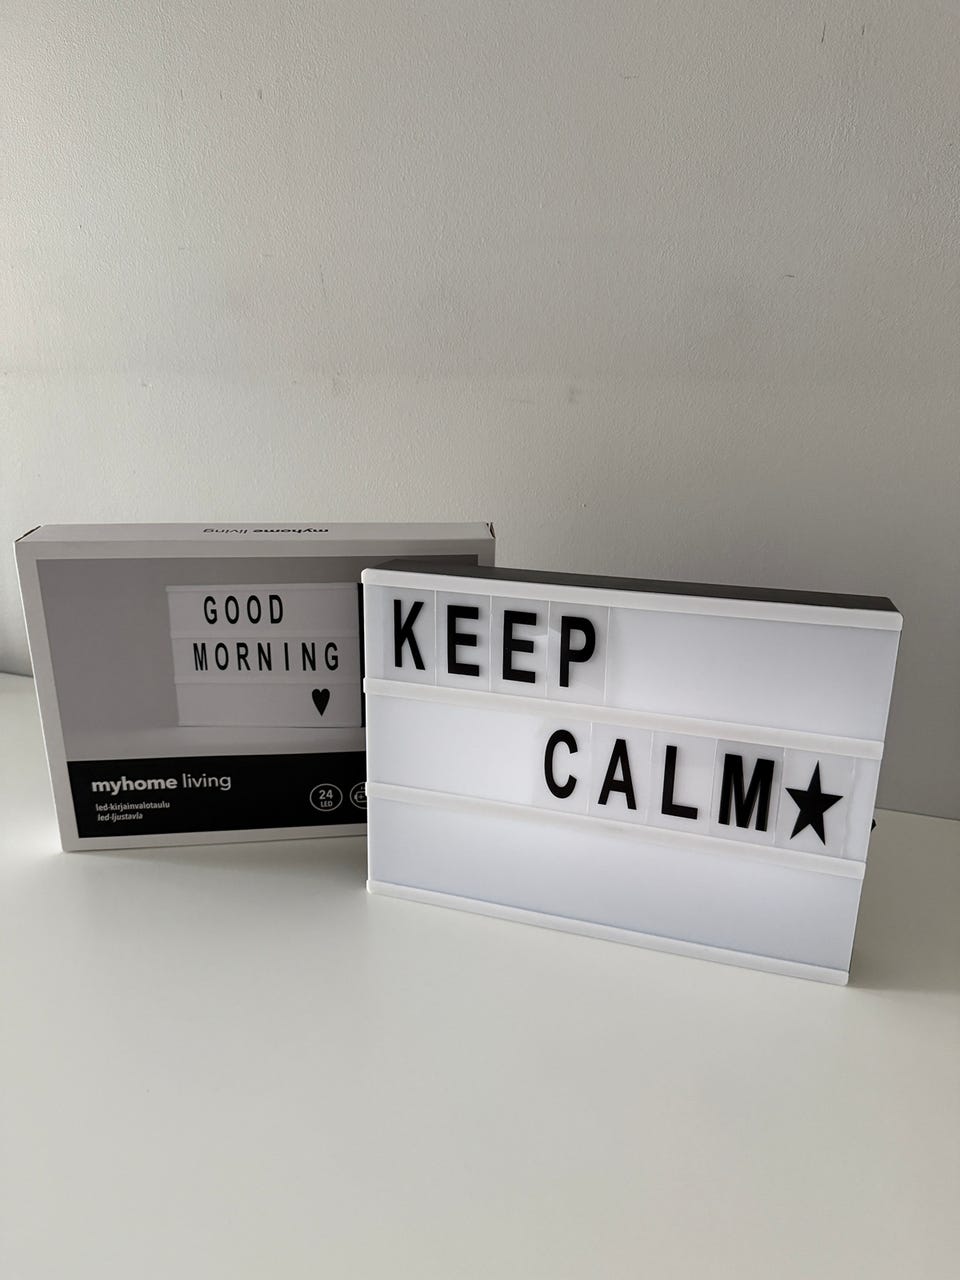 myhome living
GOOD
MORNING
♥
myhome living
led-kirjainvalotaulu
led-ljustavla
24
LED
KEEP
CALM★